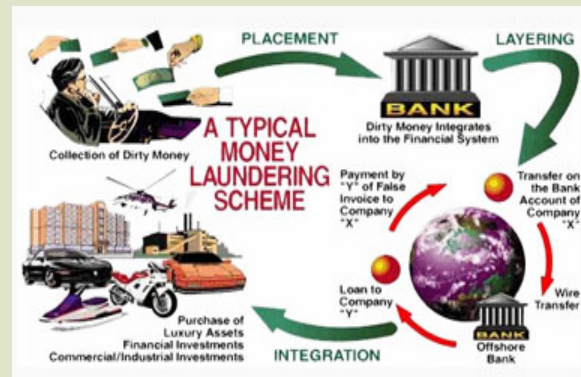 PLACEMENT
LAYERING
BANK
Dirty Money Integrates
into the Financial System
Collection of Dirty Money
A TYPICAL
MONEY
LAUNDERING
SCHEME
Payment by
"Y" of False
Invoice to
Company
"X"
Transfer on
the Bank
Account of
Company
"X"
Loan to
Company
"Y"
Wire
Transfer
BANK
Offshore
Bank
Purchase of
Luxury Assets
Financial Investments
Commercial/Industrial Investments
INTEGRATION